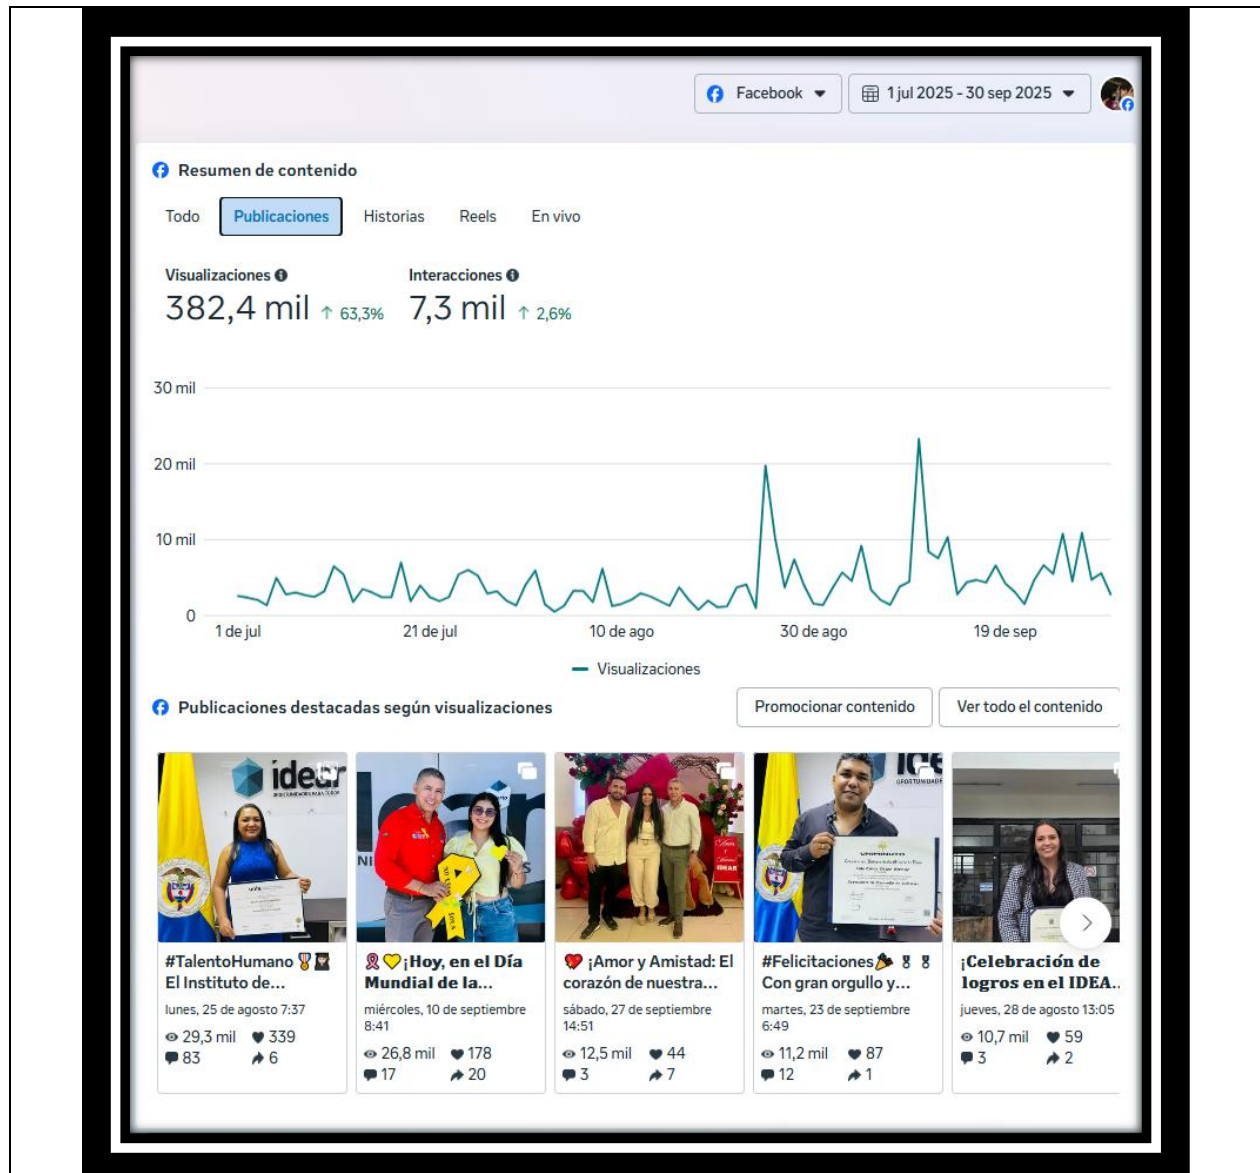 Facebook
1 jul 2025 - 30 sep 2025
Resumen de contenido
Todo Publicaciones Historias Reels En vivo
Visualizaciones Interacciones
382,4 mil ↑ 63,3% 7,3 mil ↑ 2,6%
30 mil
20 mil
10 mil
0
1 de jul 21 de jul 10 de ago 30 de ago 19 de sep
Visualizaciones
Publicaciones destacadas según visualizaciones
Promocionar contenido
Ver todo el contenido
idear
#TalentoHumano🎖️👩🏻‍🎓
El Instituto de...
lunes, 25 de agosto 7:37
29,3 mil 339
83 6
🎗️💛¡Hoy, en el Día
Mundial de la...
miércoles, 10 de septiembre
8:41
26,8 mil 178
17 20
IDEAR
💖 ¡Amor y Amistad: El
corazón de nuestra...
sábado, 27 de septiembre
14:51
12,5 mil 44
3 7
#Felicitaciones🎉🎖🎖
Con gran orgullo y...
martes, 23 de septiembre
6:49
11,2 mil 87
12 1
¡Celebración de
logros en el IDEA..
jueves, 28 de agosto 13:05
10,7 mil 59
3 2